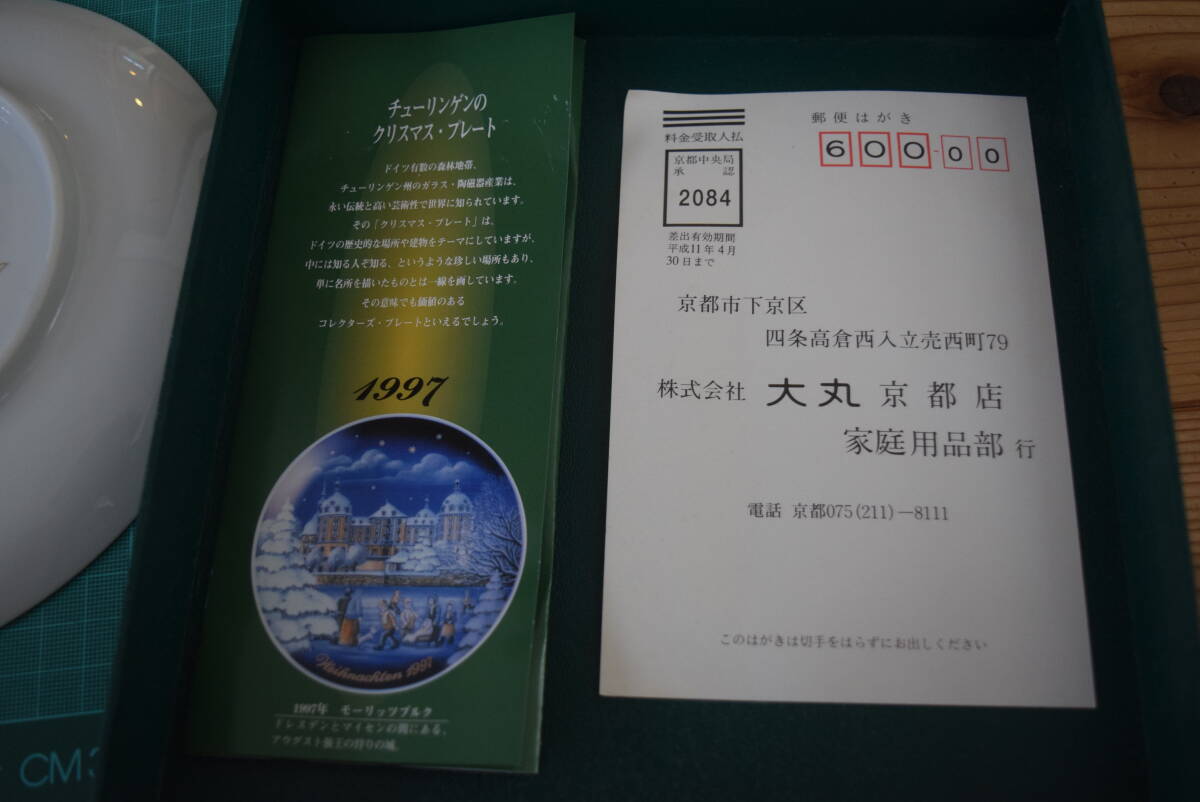 チューリンゲンの
クリスマス・プレート
ドイツ有数の森林地帯、
チューリンゲン州のガラス・陶磁器産業は、
永い伝統と高い芸術性で世界に知られています。
その「クリスマス・プレート」は、
ドイツの歴史的な場所や建物をテーマにしていますが、
中には知る人ぞ知る、というような珍しい場所もあり、
単に名所を描いたものとは一線を画しています。
その意味でも価値のある
コレクターズ・プレートといえるでしょう。
1997
Weihnachten 1997
1997年 モーリッツブルク
ドレスデンとマイセンの間にある、
アウグスト強王の狩りの城。
郵便はがき
600-00
料金受取人払
京都中央局
承認
2084
差出有効期間
平成11年4月
30日まで
京都市下京区
四条高倉西入立売西町79
株式会社 大丸京都店
家庭用品部 行
電話 京都075(211)—8111
このはがきは切手をはらずにお出しください
CM3